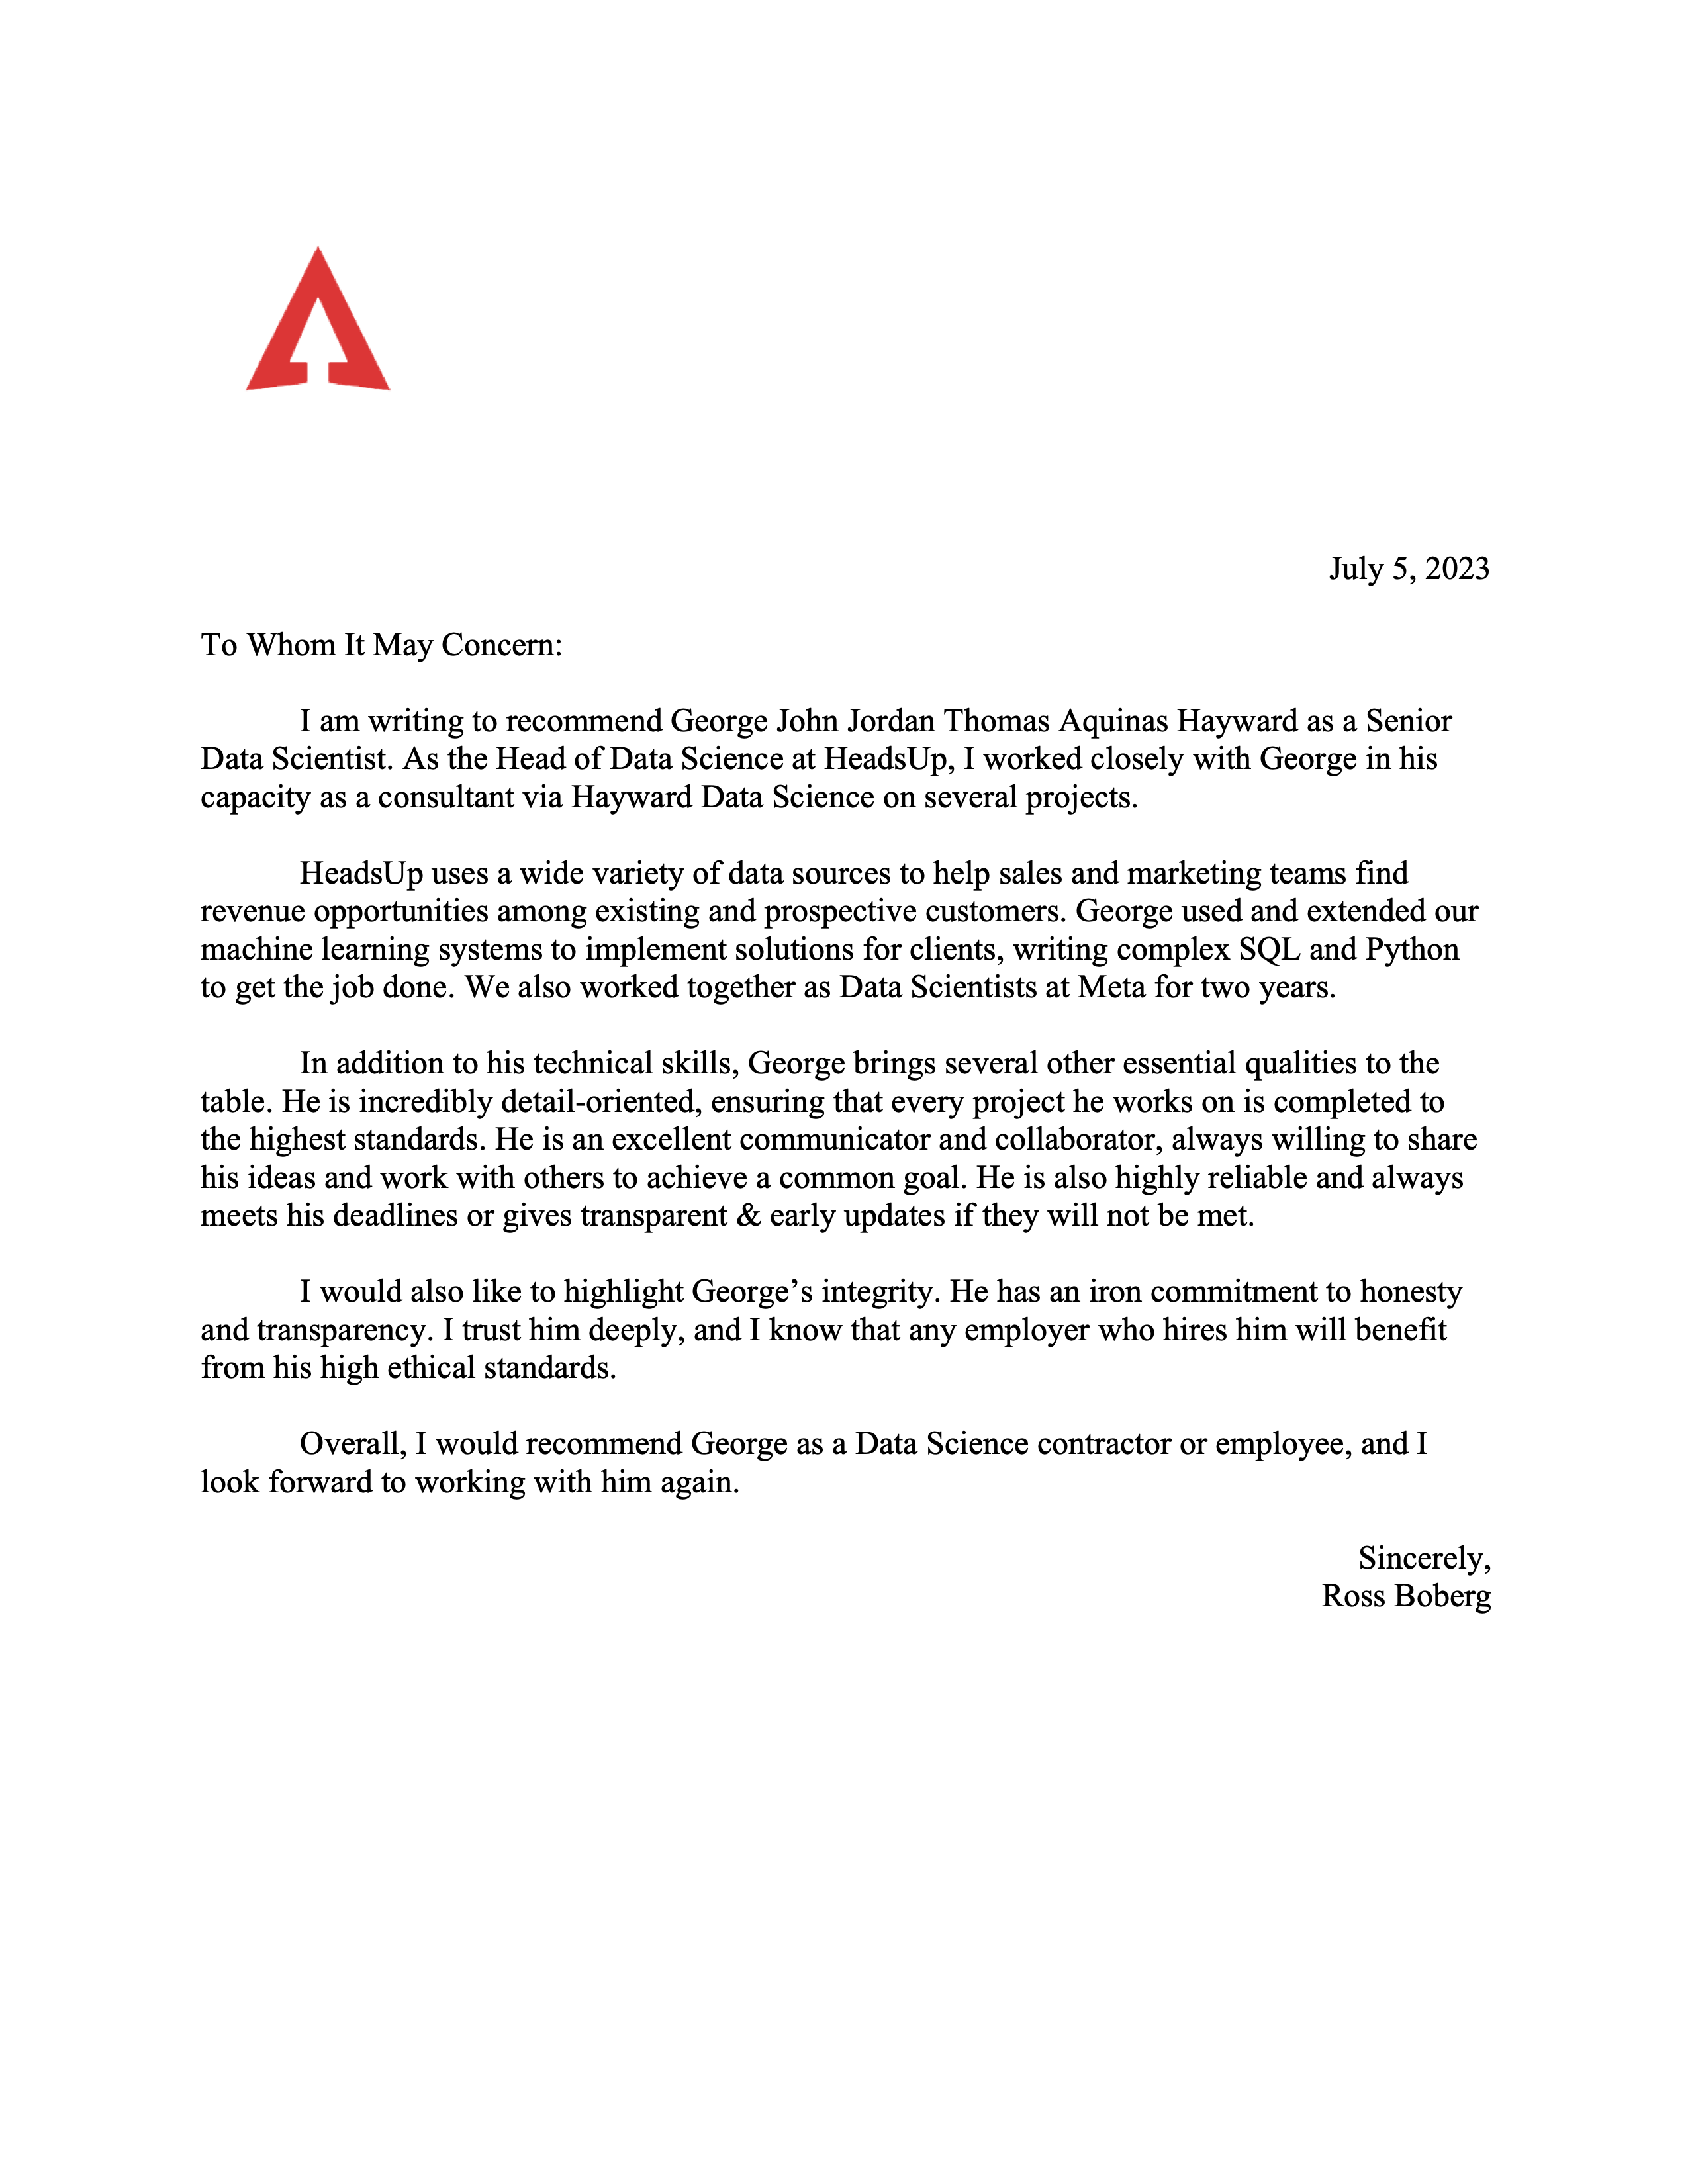 July 5, 2023
To Whom It May Concern:
I am writing to recommend George John Jordan Thomas Aquinas Hayward as a Senior
Data Scientist. As the Head of Data Science at HeadsUp, I worked closely with George in his
capacity as a consultant via Hayward Data Science on several projects.
HeadsUp uses a wide variety of data sources to help sales and marketing teams find
revenue opportunities among existing and prospective customers. George used and extended our
machine learning systems to implement solutions for clients, writing complex SQL and Python
to get the job done. We also worked together as Data Scientists at Meta for two years.
In addition to his technical skills, George brings several other essential qualities to the
table. He is incredibly detail-oriented, ensuring that every project he works on is completed to
the highest standards. He is an excellent communicator and collaborator, always willing to share
his ideas and work with others to achieve a common goal. He is also highly reliable and always
meets his deadlines or gives transparent & early updates if they will not be met.
I would also like to highlight George’s integrity. He has an iron commitment to honesty
and transparency. I trust him deeply, and I know that any employer who hires him will benefit
from his high ethical standards.
Overall, I would recommend George as a Data Science contractor or employee, and I
look forward to working with him again.
Sincerely,
Ross Boberg